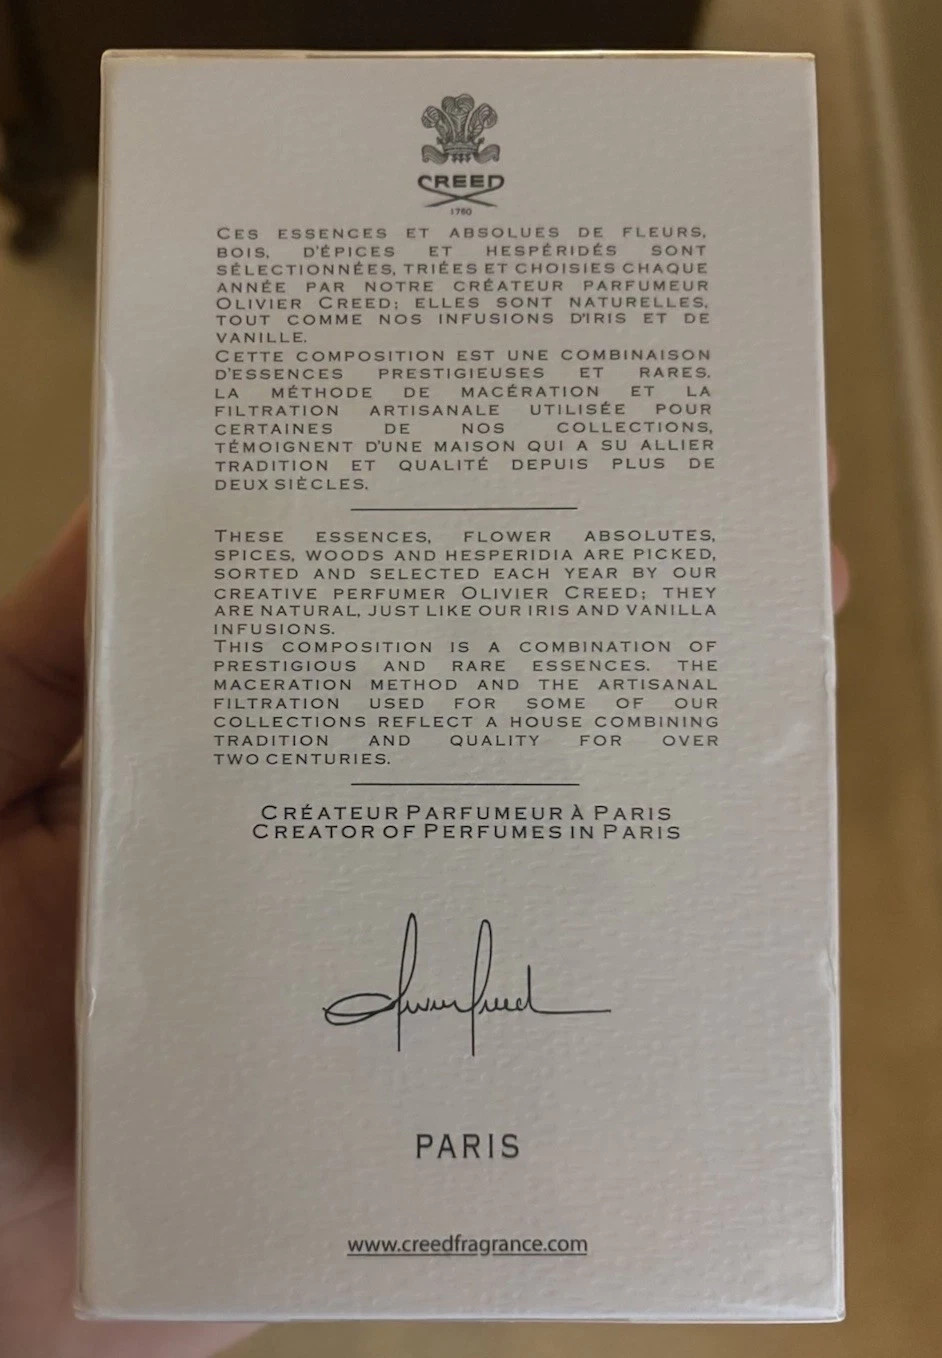 CREED
1760
CES ESSENCES ET ABSOLUES DE FLEURS,
BOIS, D'ÉPICES ET HESPÉRIDÉS SONT
SÉLECTIONNÉES, TRIÉES ET CHOISIES CHAQUE
ANNÉE PAR NOTRE CRÉATEUR PARFUMEUR
OLIVIER CREED; ELLES SONT NATURELLES,
TOUT COMME NOS INFUSIONS D'IRIS ET DE
VANILLE.
CETTE COMPOSITION EST UNE COMBINAISON
D'ESSENCES PRESTIGIEUSES ET RARES.
LA MÉTHODE DE MACÉRATION ET LA
FILTRATION ARTISANALE UTILISÉE POUR
CERTAINES DE NOS COLLECTIONS,
TÉMOIGNENT D'UNE MAISON QUI A SU ALLIER
TRADITION ET QUALITÉ DEPUIS PLUS DE
DEUX SIÈCLES.
THESE ESSENCES, FLOWER ABSOLUTES,
SPICES, WOODS AND HESPERIDIA ARE PICKED,
SORTED AND SELECTED EACH YEAR BY OUR
CREATIVE PERFUMER OLIVIER CREED; THEY
ARE NATURAL, JUST LIKE OUR IRIS AND VANILLA
INFUSIONS.
THIS COMPOSITION IS A COMBINATION OF
PRESTIGIOUS AND RARE ESSENCES. THE
MACERATION METHOD AND THE ARTISANAL
FILTRATION USED FOR SOME OF OUR
COLLECTIONS REFLECT A HOUSE COMBINING
TRADITION AND QUALITY FOR OVER
TWO CENTURIES.
CRÉATEUR PARFUMEUR À PARIS
CREATOR OF PERFUMES IN PARIS
Olivier Creed
PARIS
www.creedfragrance.com